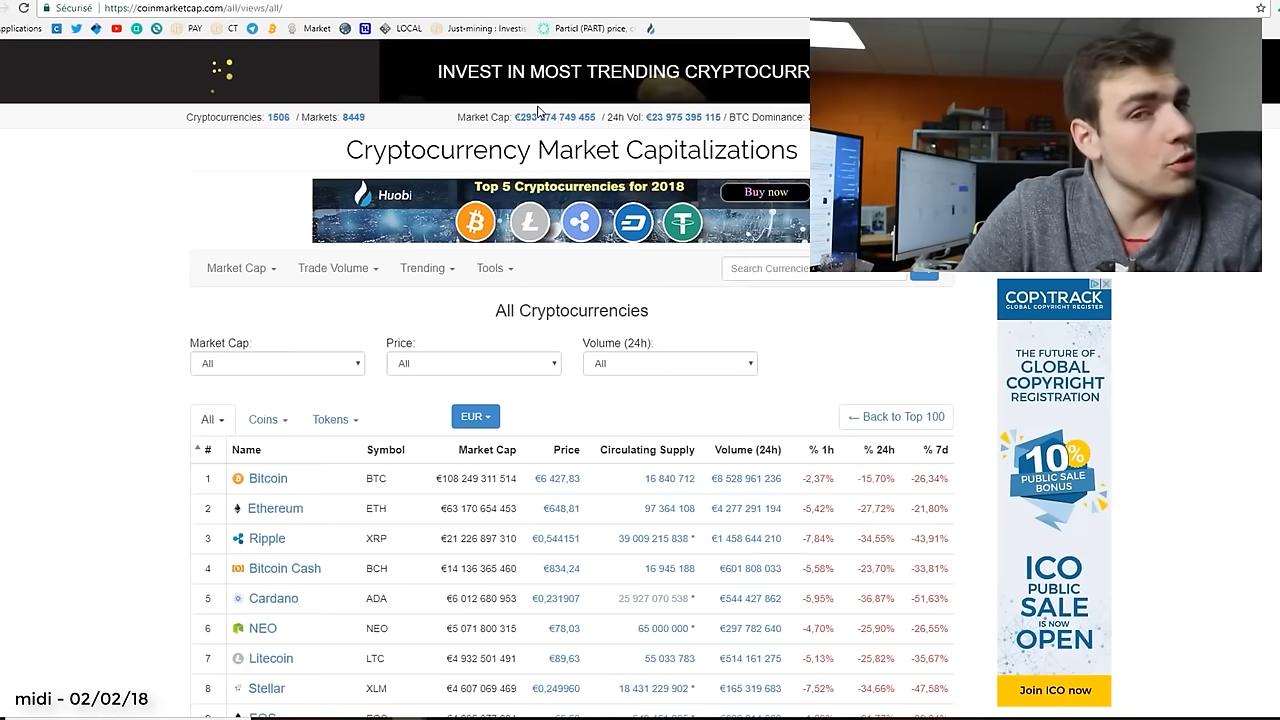 Sécurisé https://coinmarketcap.com/all/views/all/
PAY CT Market LOCAL Just-mining : Investis Particl (PART) price, c
INVEST IN MOST TRENDING CRYPTOCURR
Cryptocurrencies: 1506 / Markets: 8449 Market Cap: 749 455 / 24h Vol: €23 975 395 115 / BTC Dominance:
Cryptocurrency Market Capitalizations
Huobi Top 5 Cryptocurrencies for 2018 Buy now
Market Cap Trade Volume Trending Tools Search Currencie
All Cryptocurrencies
Market Cap: Price: Volume (24h):
All All All
All Coins Tokens EUR ← Back to Top 100
# Name Symbol Market Cap Price Circulating Supply Volume (24h) % 1h % 24h % 7d
1 Bitcoin BTC €108 249 311 514 €6 427,83 16 840 712 €8 528 961 236 -2,37% -15,70% -26,34%
2 Ethereum ETH €63 170 654 453 €648,81 97 364 108 €4 277 291 194 -5,42% -27,72% -21,80%
3 Ripple XRP €21 226 897 310 €0,544151 39 009 215 838 * €1 458 644 210 -7,84% -34,55% -43,91%
4 Bitcoin Cash BCH €14 136 365 460 €834,24 16 945 188 €601 808 033 -5,58% -23,70% -33,81%
5 Cardano ADA €6 012 680 953 €0,231907 25 927 070 538 * €544 427 862 -5,95% -36,87% -51,63%
6 NEO NEO €5 071 800 315 €78,03 65 000 000 * €297 782 640 -4,70% -25,90% -26,55%
7 Litecoin LTC €4 932 501 491 €89,63 55 033 783 €514 161 275 -5,13% -25,82% -35,67%
8 Stellar XLM €4 607 069 469 €0,249960 18 431 229 902 * €165 319 683 -7,52% -34,66% -47,58%
COPYTRACK
GLOBAL COPYRIGHT REGISTER
THE FUTURE OF
GLOBAL
COPYRIGHT
REGISTRATION
10%
PUBLIC SALE
BONUS
ICO
PUBLIC
SALE
IS NOW
OPEN
Join ICO now
midi - 02/02/18